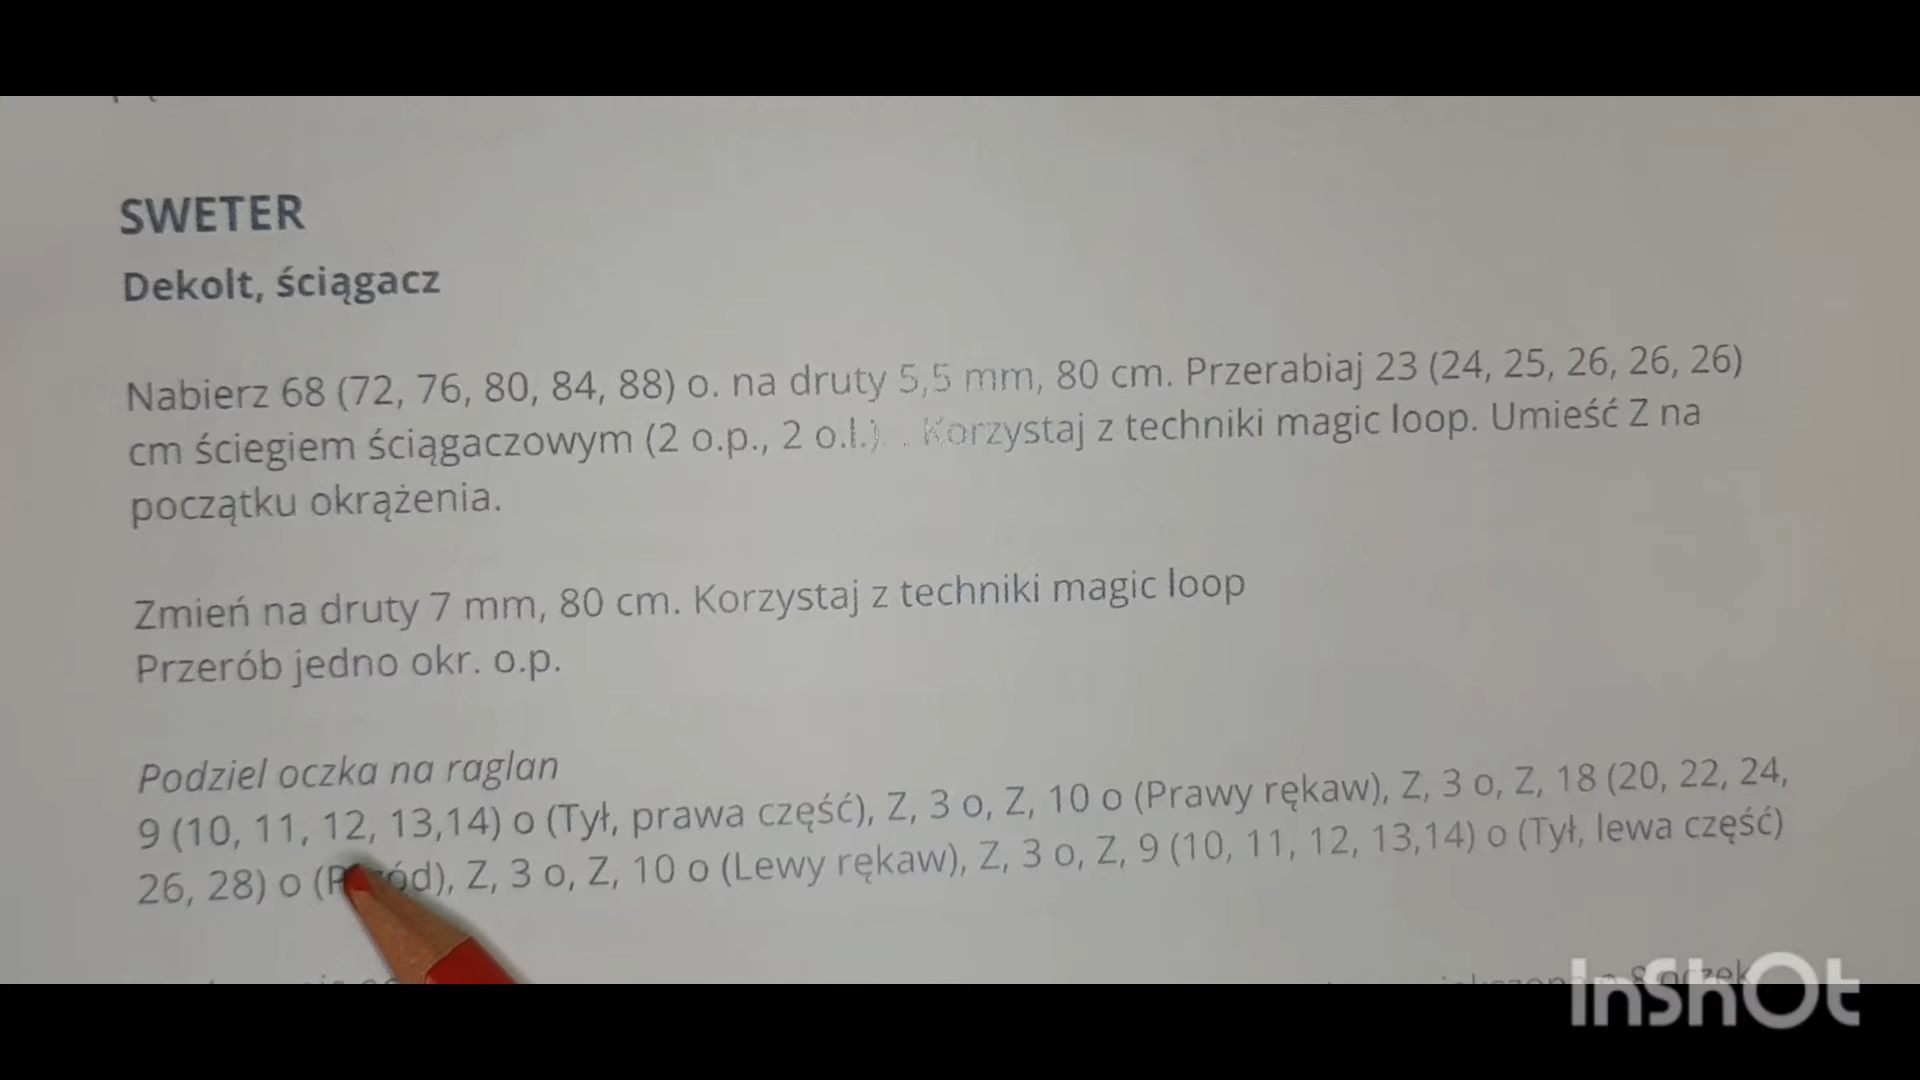 SWETER
Dekolt, ściągacz
Nabierz 68 (72, 76, 80, 84, 88) o. na druty 5,5 mm, 80 cm. Przerabiaj 23 (24, 25, 26, 26, 26)
cm ściegiem ściągaczowym (2 o.p., 2 o.l.) . Korzystaj z techniki magic loop. Umieść Z na
początku okrążenia.
Zmień na druty 7 mm, 80 cm. Korzystaj z techniki magic loop
Przerób jedno okr. o.p.
Podziel oczka na raglan
9 (10, 11, 12, 13,14) o (Tył, prawa część), Z, 3 o, Z, 10 o (Prawy rękaw), Z, 3 o, Z, 18 (20, 22, 24,
26, 28) o (Przód), Z, 3 o, Z, 10 o (Lewy rękaw), Z, 3 o, Z, 9 (10, 11, 12, 13,14) o (Tył, lewa część)
8 oczek
InShOt